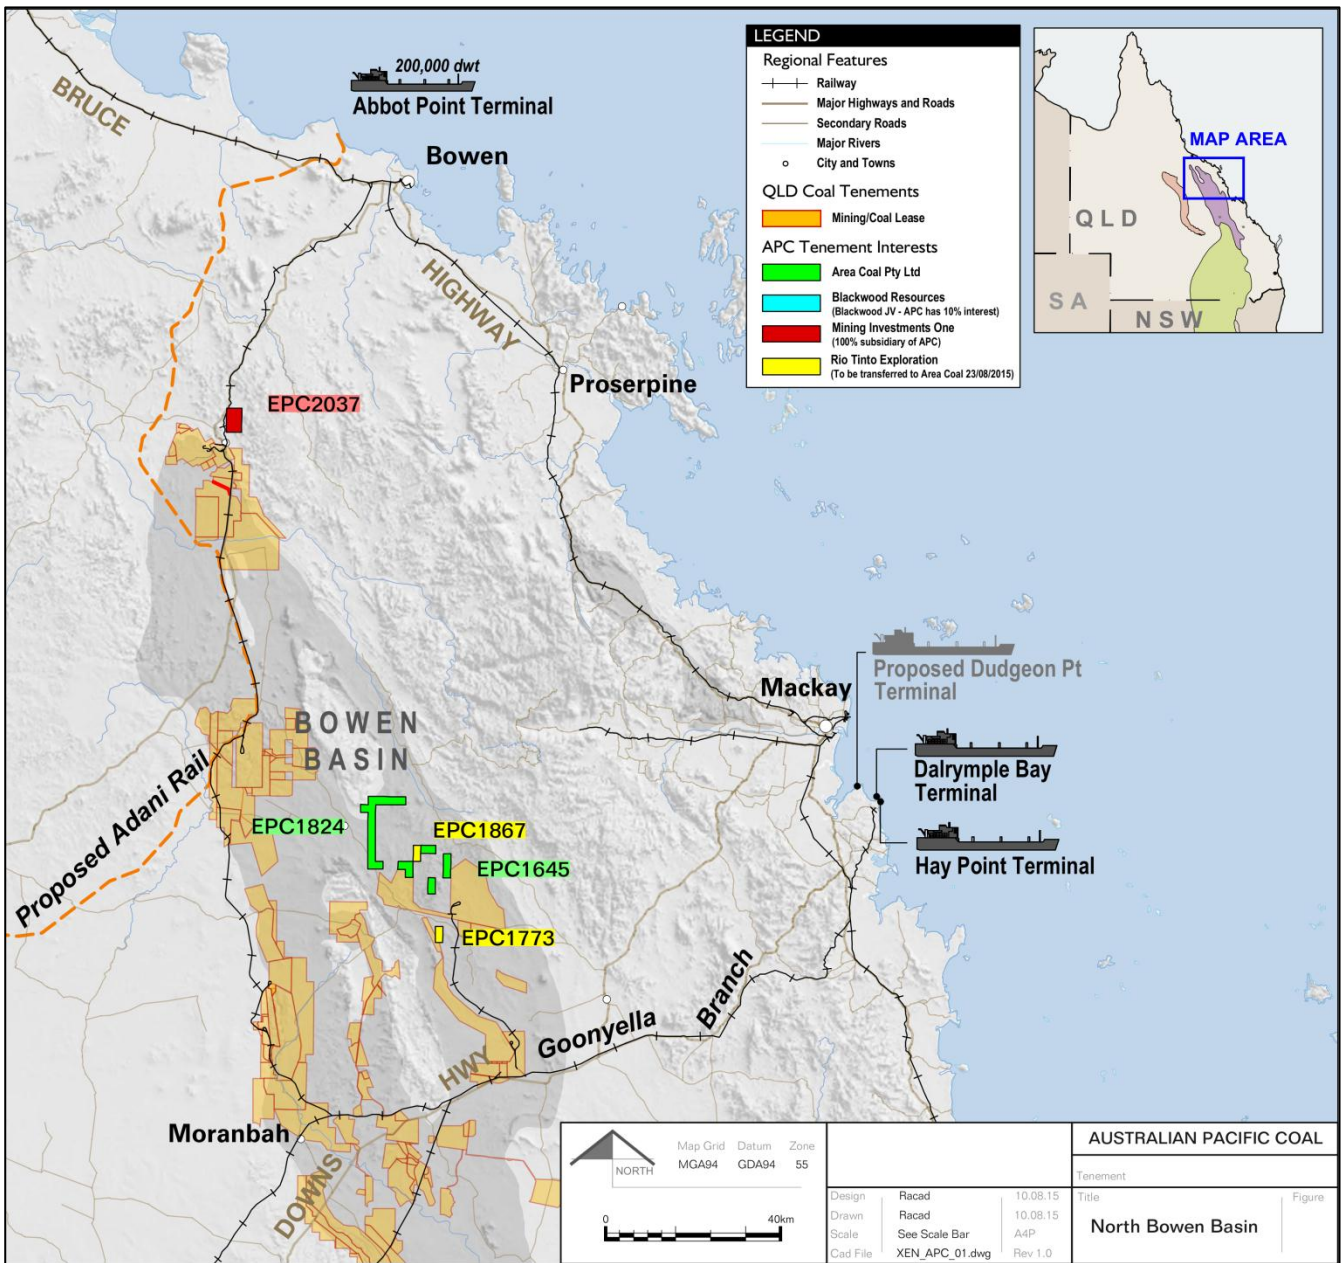 200,000 dwt
Abbot Point Terminal
BRUCE
Bowen
HIGHWAY
Proserpine
EPC2037
LEGEND
Regional Features
Railway
Major Highways and Roads
Secondary Roads
Major Rivers
City and Towns
QLD Coal Tenements
Mining/Coal Lease
APC Tenement Interests
Area Coal Pty Ltd
Blackwood Resources
(Blackwood JV - APC has 10% interest)
Mining Investments One
(100% subsidiary of APC)
Rio Tinto Exploration
(To be transferred to Area Coal 23/08/2015)
MAP AREA
QLD
SA
NSW
Proposed Dudgeon Pt
Terminal
Mackay
Dalrymple Bay
Terminal
Hay Point Terminal
BOWEN
BASIN
Proposed Adani Rail
EPC1824
EPC1867
EPC1645
EPC1773
Goonyella Branch
HWY
Moranbah
DOWNS
NORTH
Map Grid Datum Zone
MGA94 GDA94 55
0 40km
Design Racad 10.08.15
Drawn Racad 10.08.15
Scale See Scale Bar A4P
Cad File XEN_APC_01.dwg Rev 1.0
AUSTRALIAN PACIFIC COAL
Tenement
Title Figure
North Bowen Basin